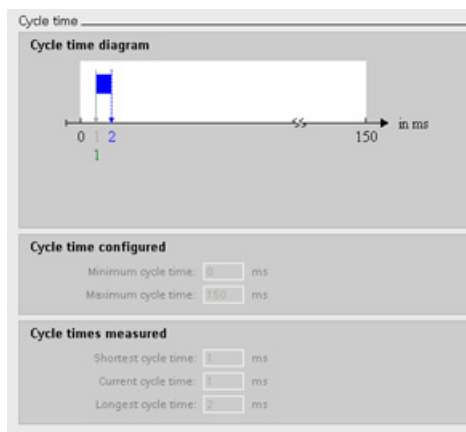 Cycle time
Cycle time diagram
in ms
0 1 2 150
1
Cycle time configured
Minimum cycle time: 0 ms
Maximum cycle time: 150 ms
Cycle times measured
Shortest cycle time: 1 ms
Current cycle time: 1 ms
Longest cycle time: 2 ms